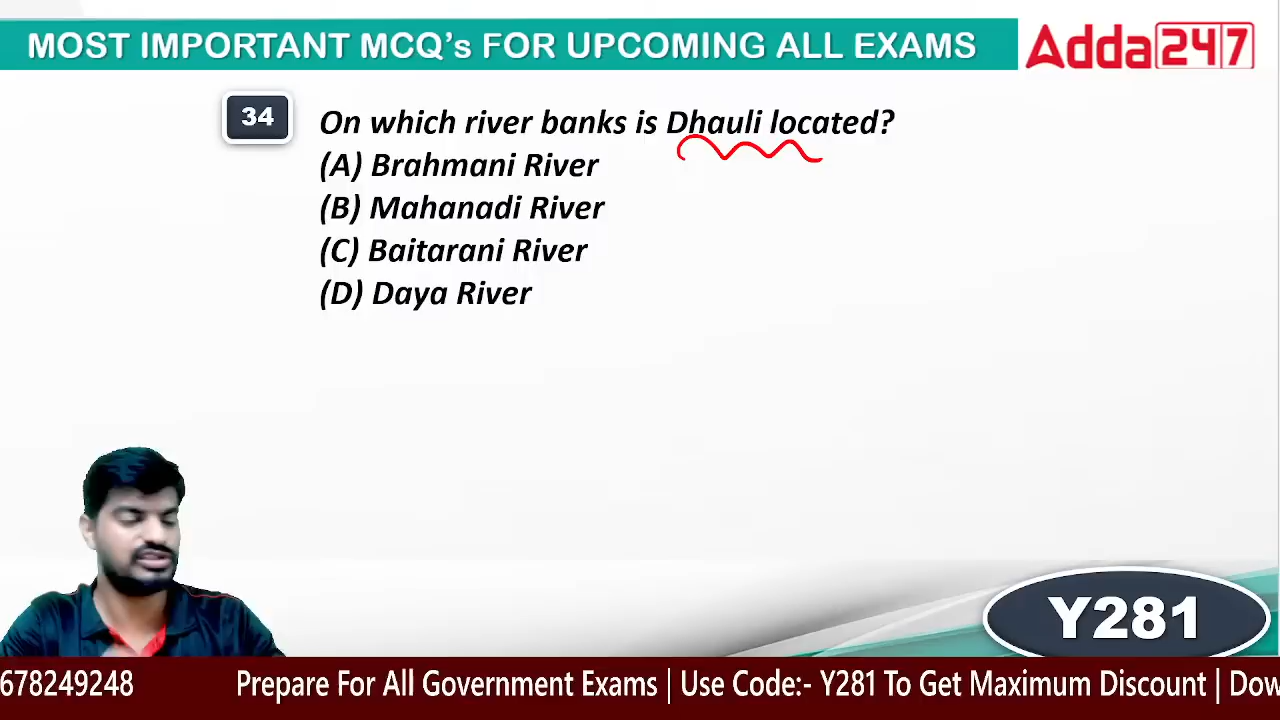 MOST IMPORTANT MCQ's FOR UPCOMING ALL EXAMS
Adda247
34
On which river banks is Dhauli located?
(A) Brahmani River
(B) Mahanadi River
(C) Baitarani River
(D) Daya River
Y281
678249248 Prepare For All Government Exams | Use Code:- Y281 To Get Maximum Discount | Dow